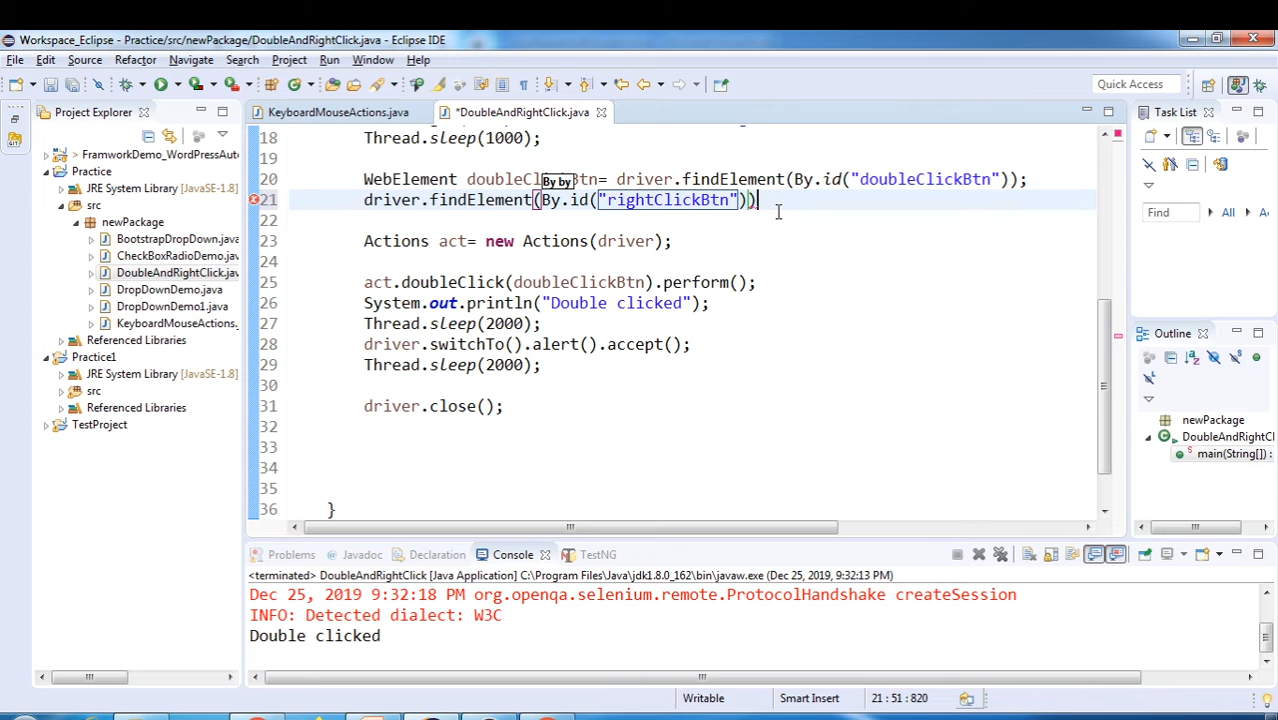 Workspace_Eclipse - Practice/src/newPackage/DoubleAndRightClick.java - Eclipse IDE
File Edit Source Refactor Navigate Search Project Run Window Help
Quick Access
Project Explorer
KeyboardMouseActions.java
*DoubleAndRightClick.java
Task List
> FramworkDemo_WordPressAuto
Practice
JRE System Library [JavaSE-1.8]
src
newPackage
BootstrapDropDown.java
CheckBoxRadioDemo.java
DoubleAndRightClick.java
DropDownDemo.java
DropDownDemo1.java
KeyboardMouseActions.
Referenced Libraries
Practice1
JRE System Library [JavaSE-1.8]
src
Referenced Libraries
TestProject
18 Thread.sleep(1000);
19
20 WebElement doubleCl Btn= driver.findElement(By.id("doubleClickBtn"));
By by
21 driver.findElement(By.id("rightClickBtn"))
22
23 Actions act= new Actions(driver);
24
25 act.doubleClick(doubleClickBtn).perform();
26 System.out.println("Double clicked");
27 Thread.sleep(2000);
28 driver.switchTo().alert().accept();
29 Thread.sleep(2000);
30
31 driver.close();
32
33
34
35
36 }
Find All
Outline
newPackage
DoubleAndRightCl
main(String[]) :
Problems Javadoc Declaration Console TestNG
<terminated> DoubleAndRightClick [Java Application] C:\Program Files\Java\jdk1.8.0_162\bin\javaw.exe (Dec 25, 2019 9:32:13 PM)
Dec 25, 2019 9:32:18 PM org.openqa.selenium.remote.ProtocolHandshake createSession
INFO: Detected dialect: W3C
Double clicked
Writable Smart Insert 21 : 51 : 820